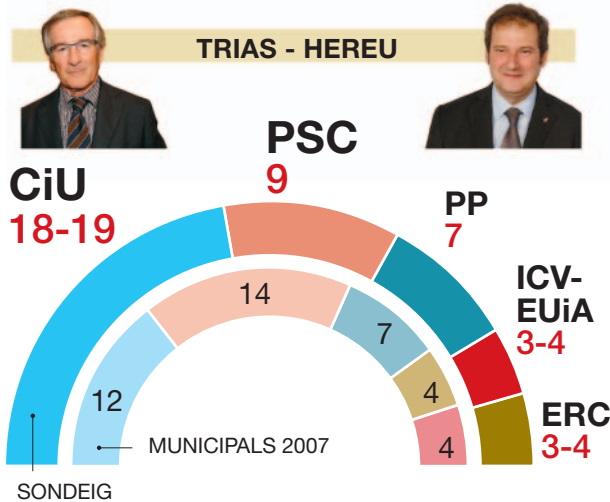 TRIAS - HEREU
PSC
9
CiU
18-19
PP
7
ICV-
EUiA
3-4
ERC
3-4
14
7
12
4
4
MUNICIPALS 2007
SONDEIG